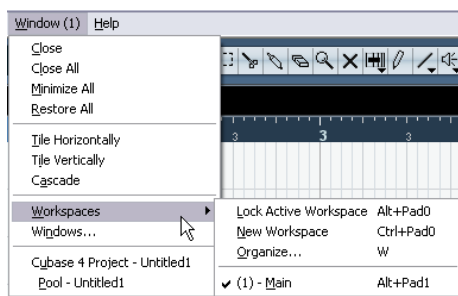 Window (1) Help
Close
Close All
Minimize All
Restore All
Tile Horizontally
Tile Vertically
Cascade
Workspaces
Windows...
Cubase 4 Project - Untitled1
Pool - Untitled1
3 3 3
Lock Active Workspace Alt+Pad0
New Workspace Ctrl+Pad0
Organize... W
✓ (1) - Main Alt+Pad1